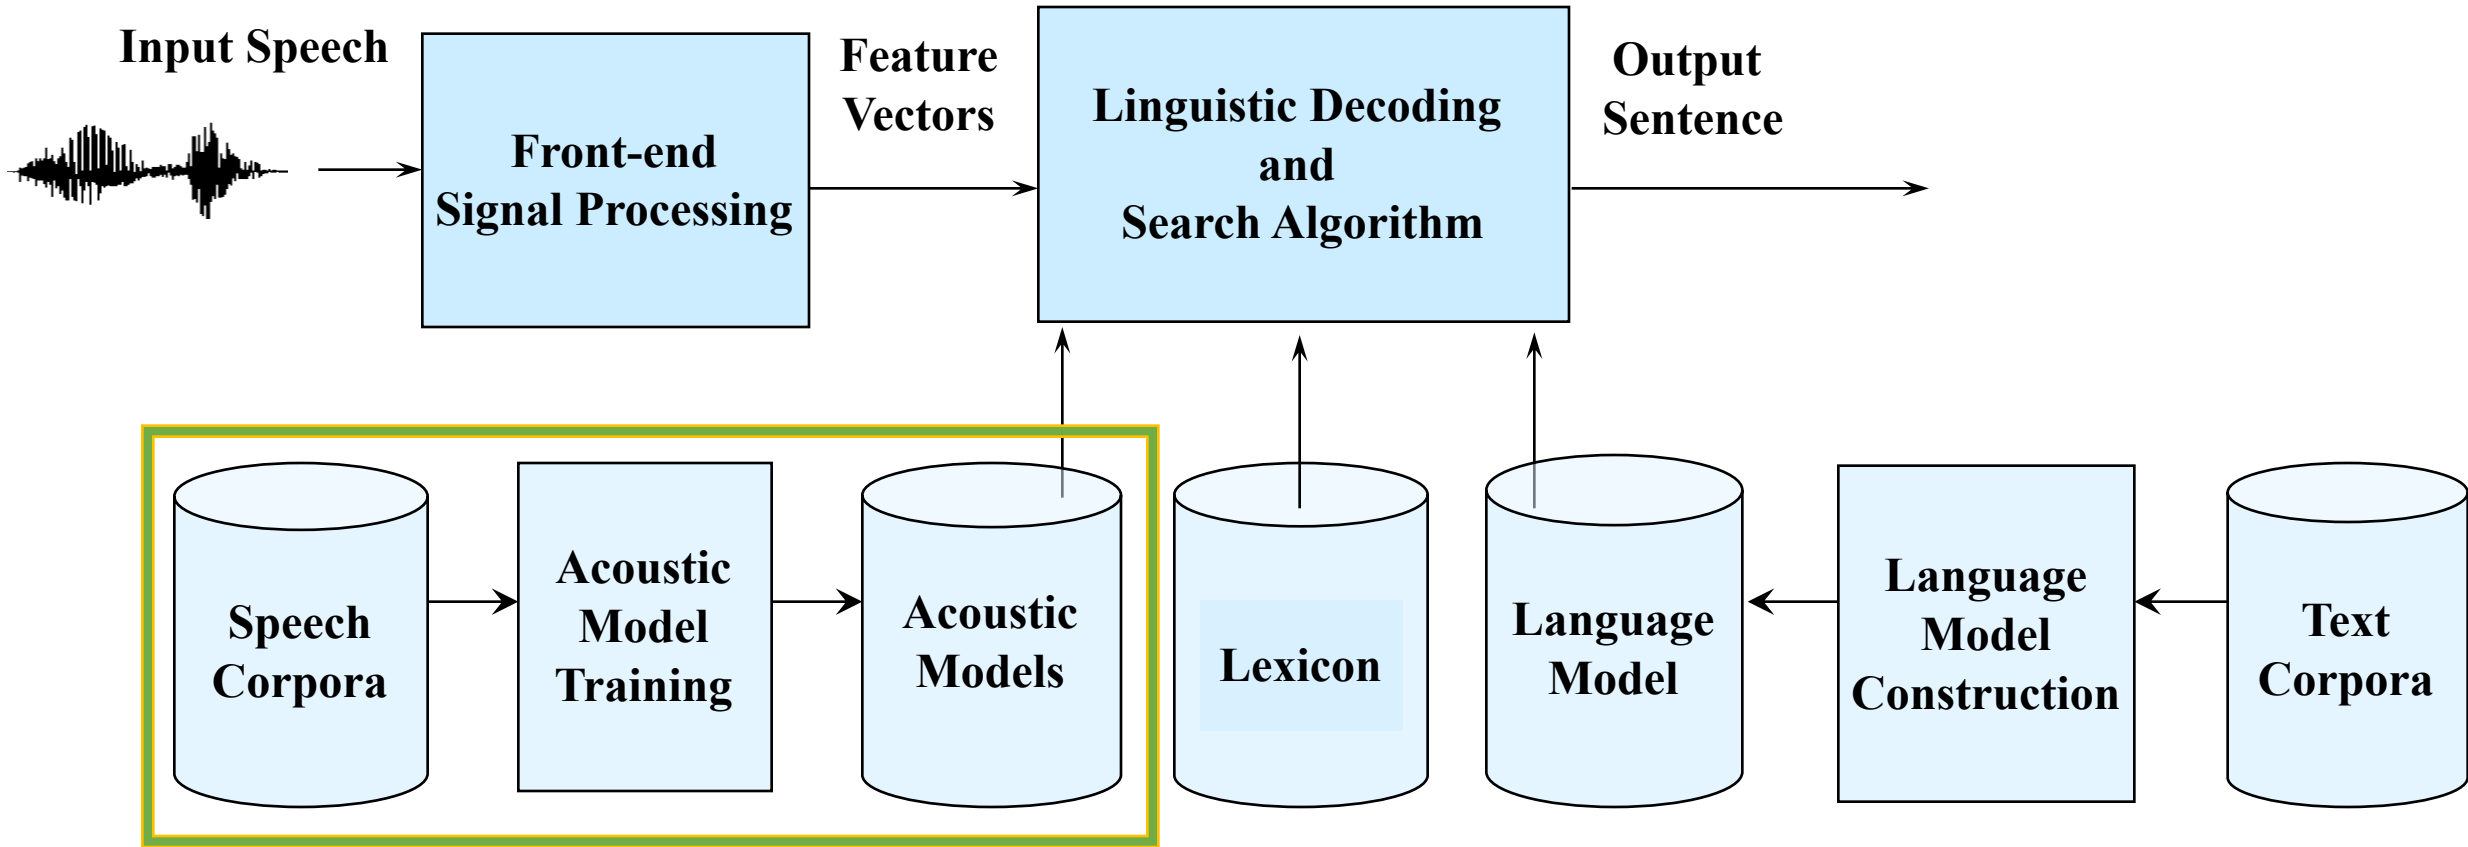 Input Speech
Front-end
Signal Processing
Feature
Vectors
Linguistic Decoding
and
Search Algorithm
Output
Sentence
Speech
Corpora
Acoustic
Model
Training
Acoustic
Models
Lexicon
Language
Model
Language
Model
Construction
Text
Corpora